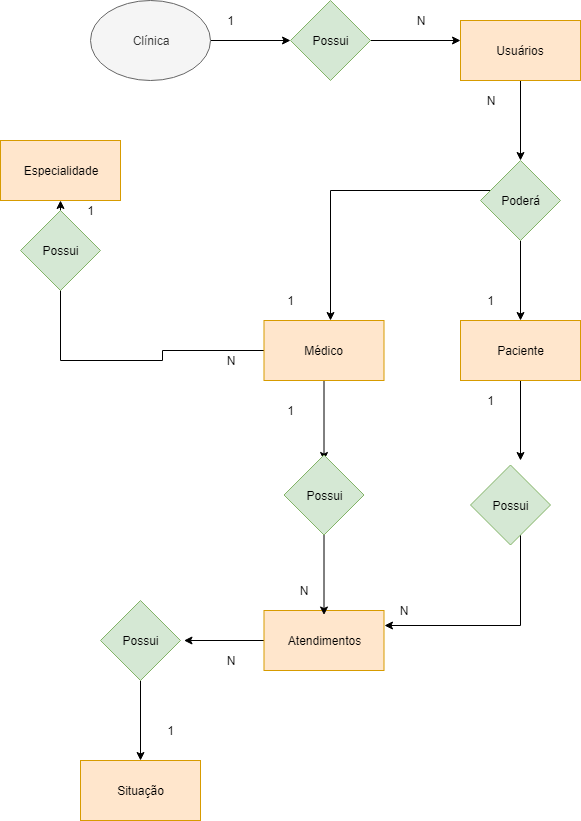 Clínica
1
Possui
N
Usuários
N
Especialidade
1
Possui
Poderá
1
1
Médico
N
Paciente
1
1
Possui
Possui
N
N
Possui
N
Atendimentos
1
Situação